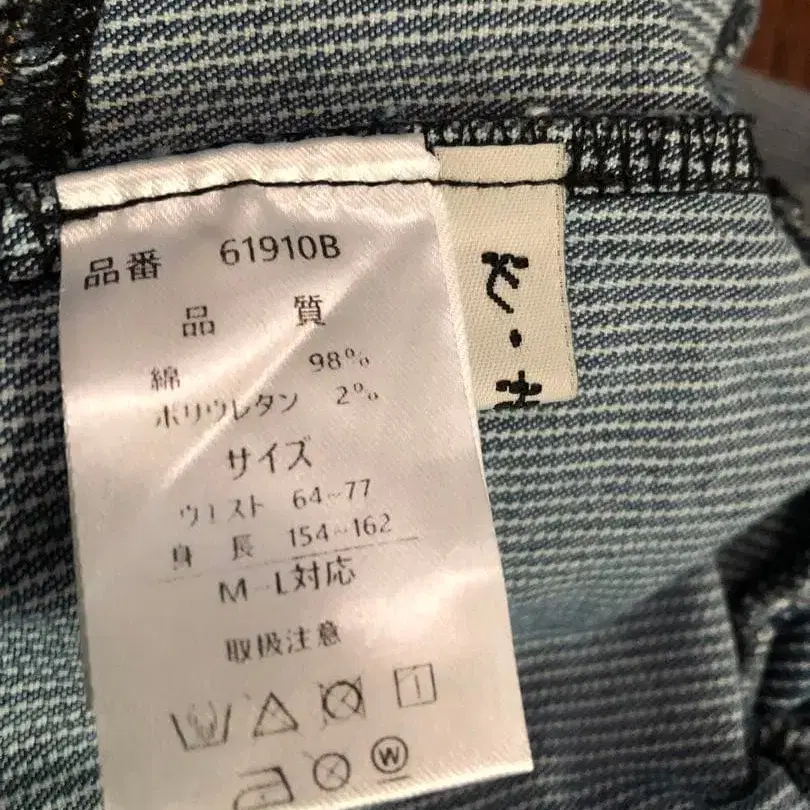 品番 61910B
品 質
綿 98%
ポリウレタン 2%
サイズ
ウエスト 64~77
身 長 154~162
M-L対応
取扱注意
W